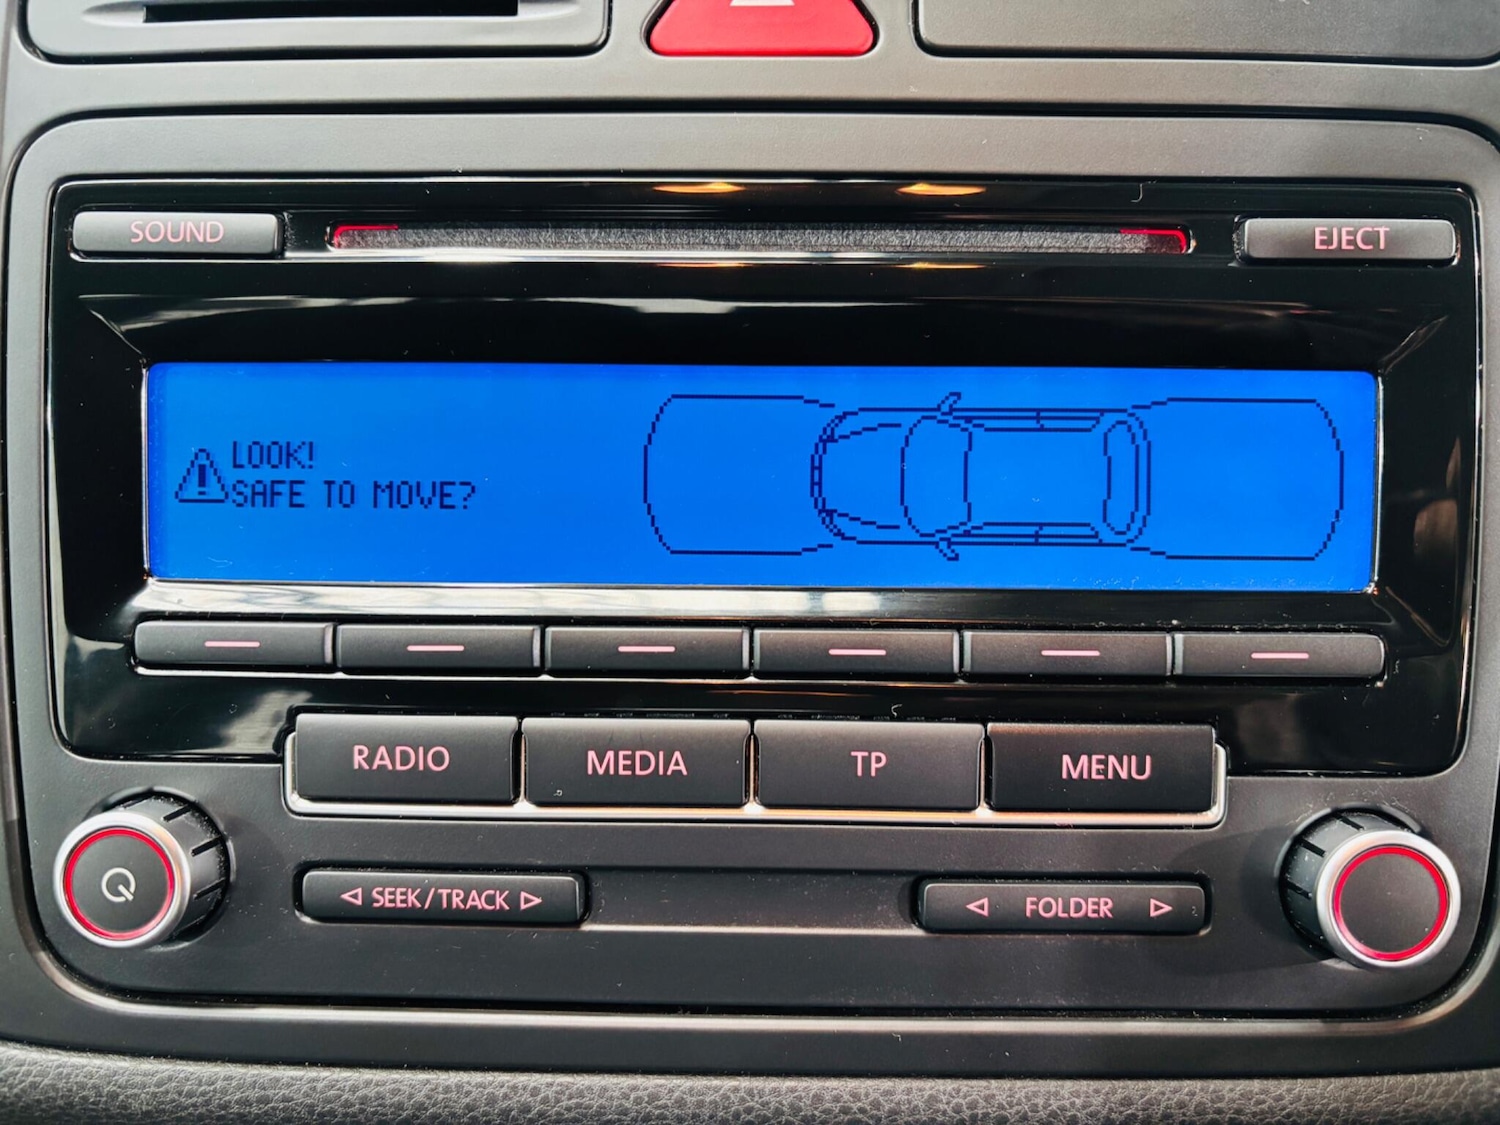 SOUND
EJECT
LOOK!
SAFE TO MOVE?
RADIO
MEDIA
TP
MENU
SEEK/TRACK
FOLDER